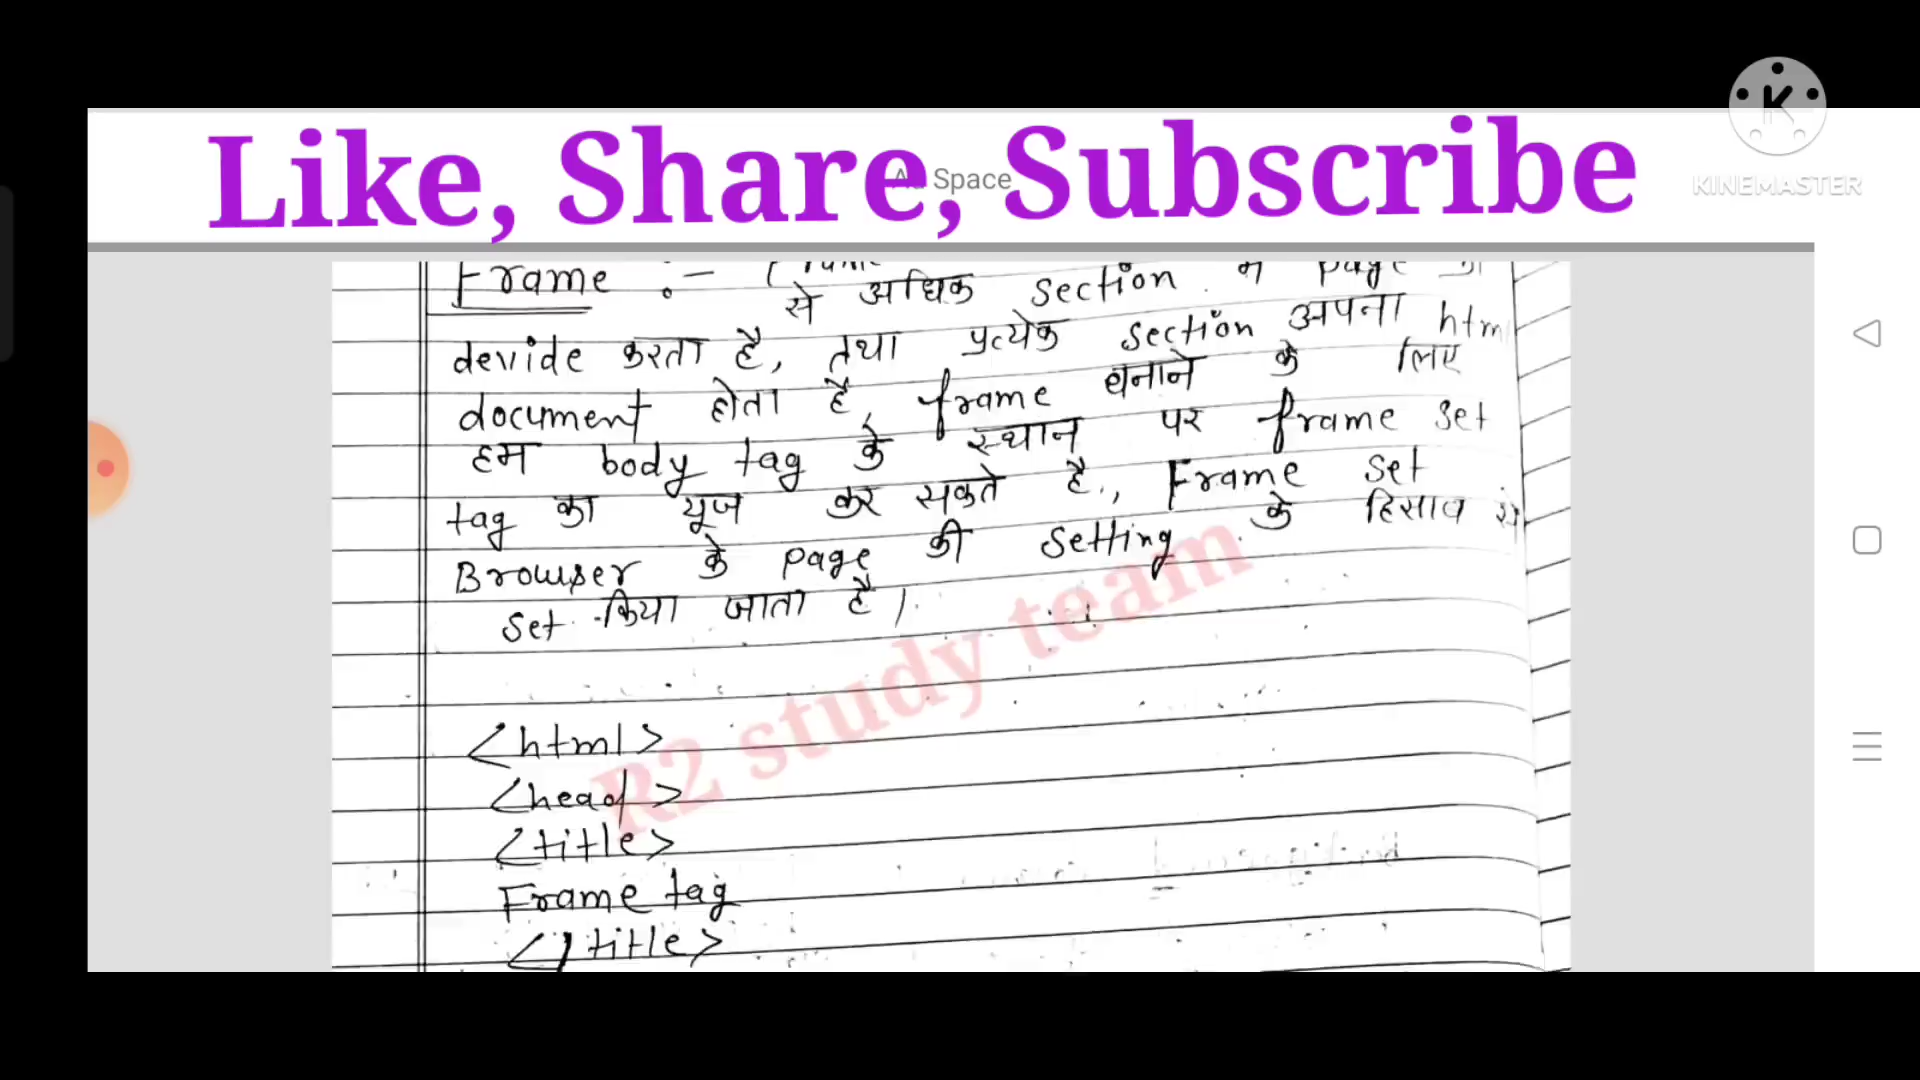 Like, Share, Subscribe
Space
KINEMASTER
Frame :-
से अधिक section में page
devide करता है, तथा प्रत्येक section अपना htm
document होता है, frame बनाने के लिए
हम body tag के स्थान पर frame set
tag का यूज कर सकते है., Frame set
Browser के page की setting के हिसाब से
set किया जाता है।
R2 study team
<html>
<head>
<title>
Frame tag
</title>